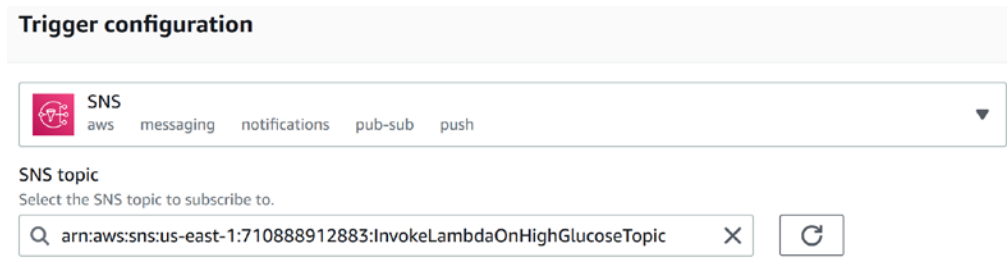 Trigger configuration
SNS
aws messaging notifications pub-sub push
SNS topic
Select the SNS topic to subscribe to.
arn:aws:sns:us-east-1:710888912883:InvokeLambdaOnHighGlucoseTopic